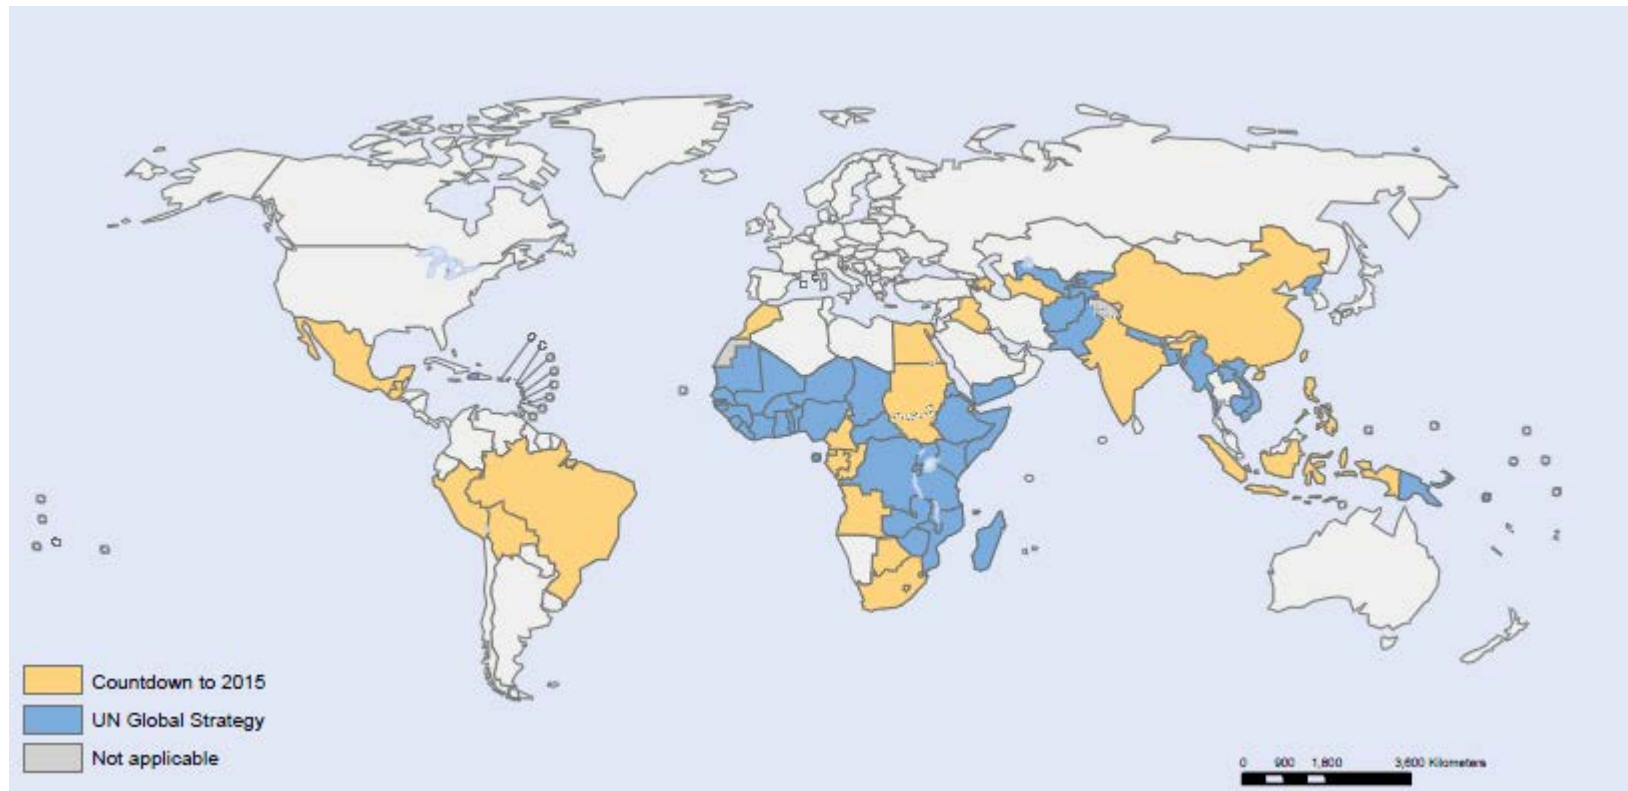 Countdown to 2015
UN Global Strategy
Not applicable
0 900 1,800 3,600 Kilometers